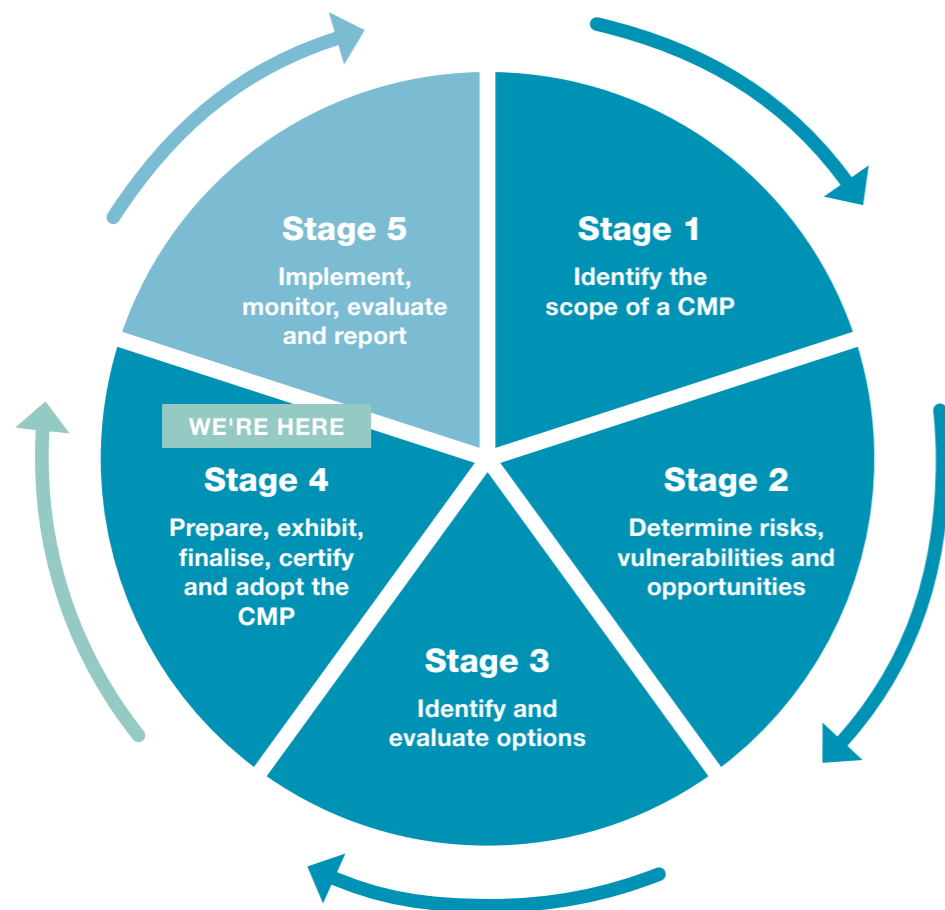 Stage 1
Identify the
scope of a CMP
Stage 2
Determine risks,
vulnerabilities and
opportunities
Stage 3
Identify and
evaluate options
WE'RE HERE
Stage 4
Prepare, exhibit,
finalise, certify
and adopt the
CMP
Stage 5
Implement,
monitor, evaluate
and report